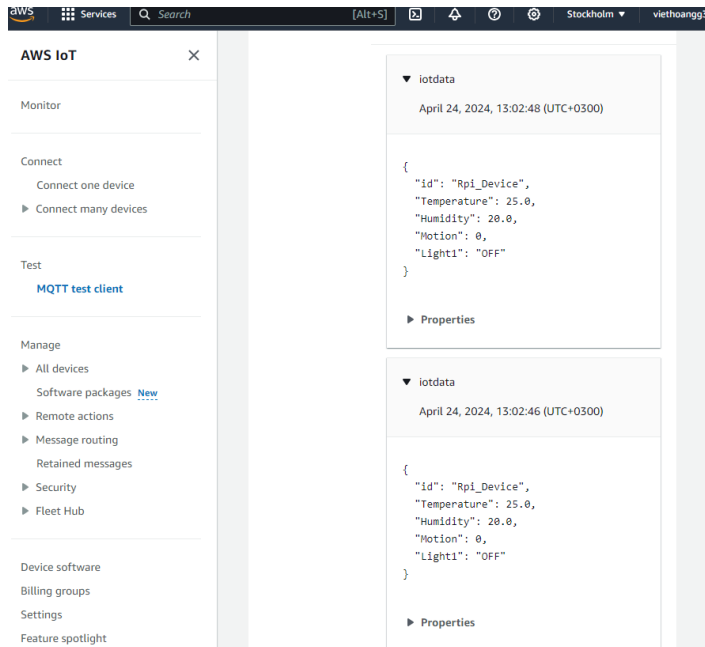 aws
Services
Search
[Alt+S]
Stockholm
AWS IoT
Monitor
Connect
Connect one device
Connect many devices
Test
MQTT test client
Manage
All devices
Software packages New
Remote actions
Message routing
Retained messages
Security
Fleet Hub
Device software
Billing groups
Settings
Feature spotlight
iotdata
April 24, 2024, 13:02:48 (UTC+0300)
{
"id": "Rpi_Device",
"Temperature": 25.0,
"Humidity": 20.0,
"Motion": 0,
"Light1": "OFF"
}
Properties
iotdata
April 24, 2024, 13:02:46 (UTC+0300)
{
"id": "Rpi_Device",
"Temperature": 25.0,
"Humidity": 20.0,
"Motion": 0,
"Light1": "OFF"
}
Properties